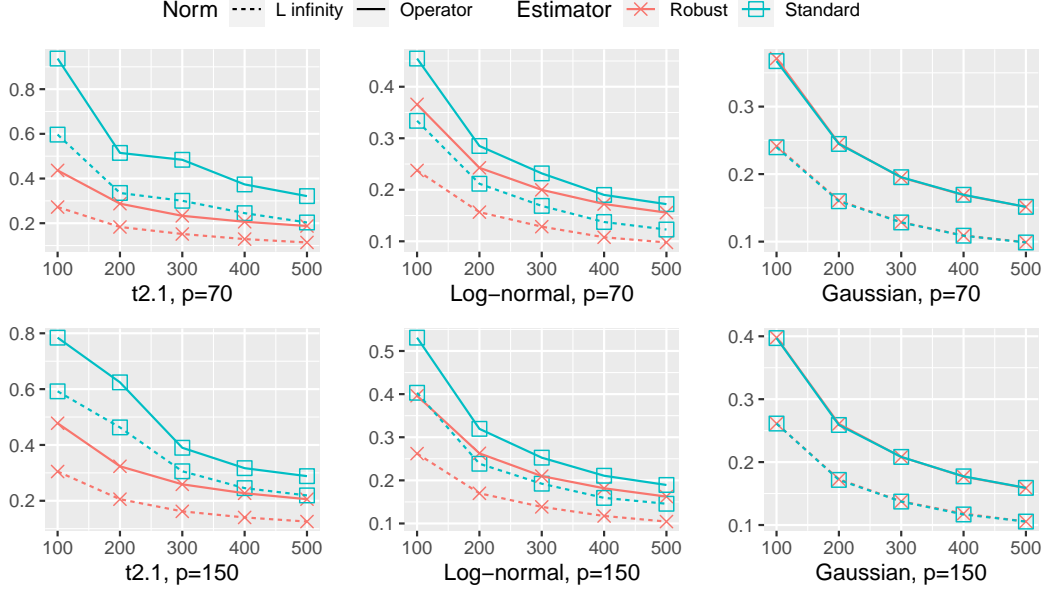 Norm L infinity Operator Estimator Robust Standard
0.8
0.6
0.4
0.2
100 200 300 400 500
t2.1, p=70
0.4
0.3
0.2
0.1
100 200 300 400 500
Log−normal, p=70
0.3
0.2
0.1
100 200 300 400 500
Gaussian, p=70
0.8
0.6
0.4
0.2
100 200 300 400 500
t2.1, p=150
0.5
0.4
0.3
0.2
0.1
100 200 300 400 500
Log−normal, p=150
0.4
0.3
0.2
0.1
100 200 300 400 500
Gaussian, p=150